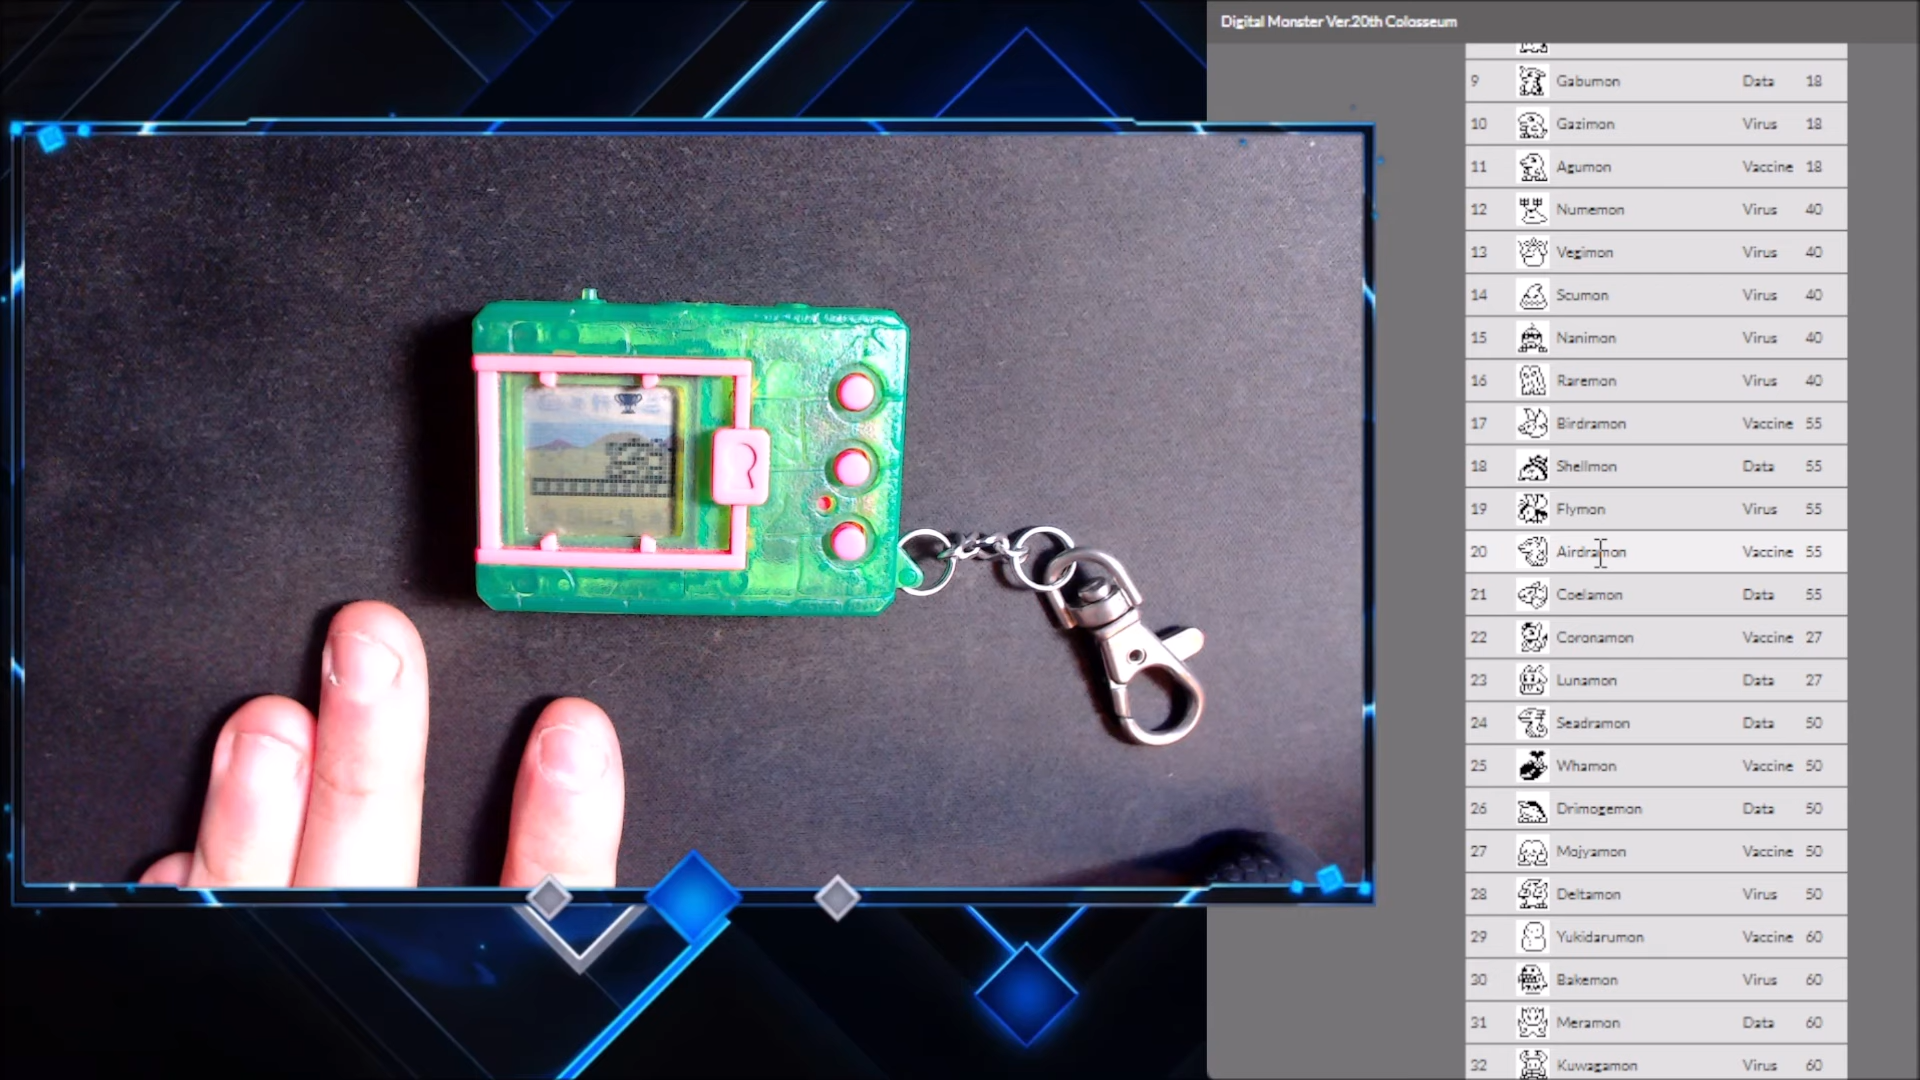 Digital Monster Ver.20th Colosseum
9 Gabumon Data 18
10 Gazimon Virus 18
11 Agumon Vaccine 18
12 Numemon Virus 40
13 Vegimon Virus 40
14 Scumon Virus 40
15 Nanimon Virus 40
16 Raremon Virus 40
17 Birdramon Vaccine 55
18 Shellmon Data 55
19 Flymon Virus 55
20 Airdramon Vaccine 55
21 Coelamon Data 55
22 Coronamon Vaccine 27
23 Lunamon Data 27
24 Seadramon Data 50
25 Whamon Vaccine 50
26 Drimogemon Data 50
27 Mojyamon Vaccine 50
28 Deltamon Virus 50
29 Yukidarumon Vaccine 60
30 Bakemon Virus 60
31 Meramon Data 60
32 Kuwagamon Virus 60